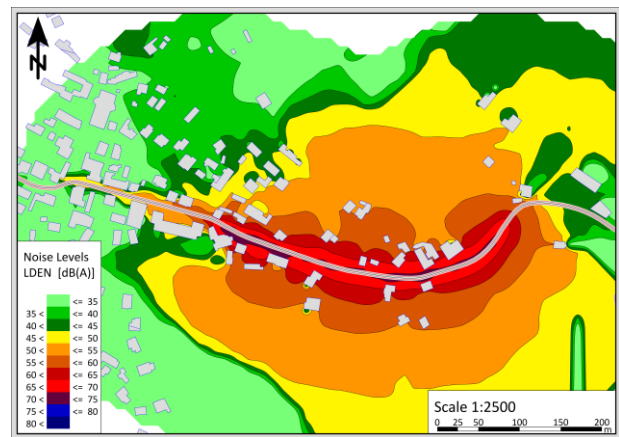 N
Noise Levels
LDEN [dB(A)]
<= 35
35 < <= 40
40 < <= 45
45 < <= 50
50 < <= 55
55 < <= 60
60 < <= 65
65 < <= 70
70 < <= 75
75 < <= 80
80 <
Scale 1:2500
0 25 50 100 150 200
m